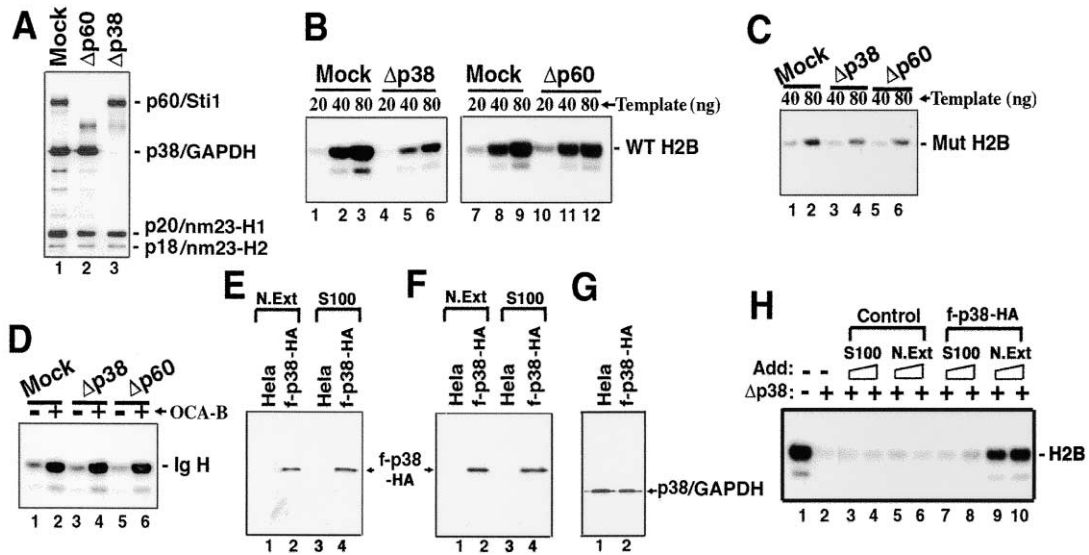 A
Mock
Δp60
Δp38
- p60/Sti1
- p38/GAPDH
- p20/nm23-H1
- p18/nm23-H2
1 2 3
B
Mock Δp38 Mock Δp60
20 40 80 20 40 80 20 40 80 20 40 80 ←Template (ng)
- WT H2B
1 2 3 4 5 6 7 8 9 10 11 12
C
Mock Δp38 Δp60
40 80 40 80 40 80 ←Template (ng)
- Mut H2B
1 2 3 4 5 6
D
Mock Δp38 Δp60
- + - + - + ←OCA-B
- Ig H
1 2 3 4 5 6
E
N.Ext S100
Hela
f-p38-HA
Hela
f-p38-HA
f-p38
-HA
1 2 3 4
F
N.Ext S100
Hela
f-p38-HA
Hela
f-p38-HA
1 2 3 4
G
Hela
f-p38-HA
p38/GAPDH
1 2
H
Control f-p38-HA
S100 N.Ext S100 N.Ext
Add: - -
Δp38: - + + + + + + + + +
- H2B
1 2 3 4 5 6 7 8 9 10